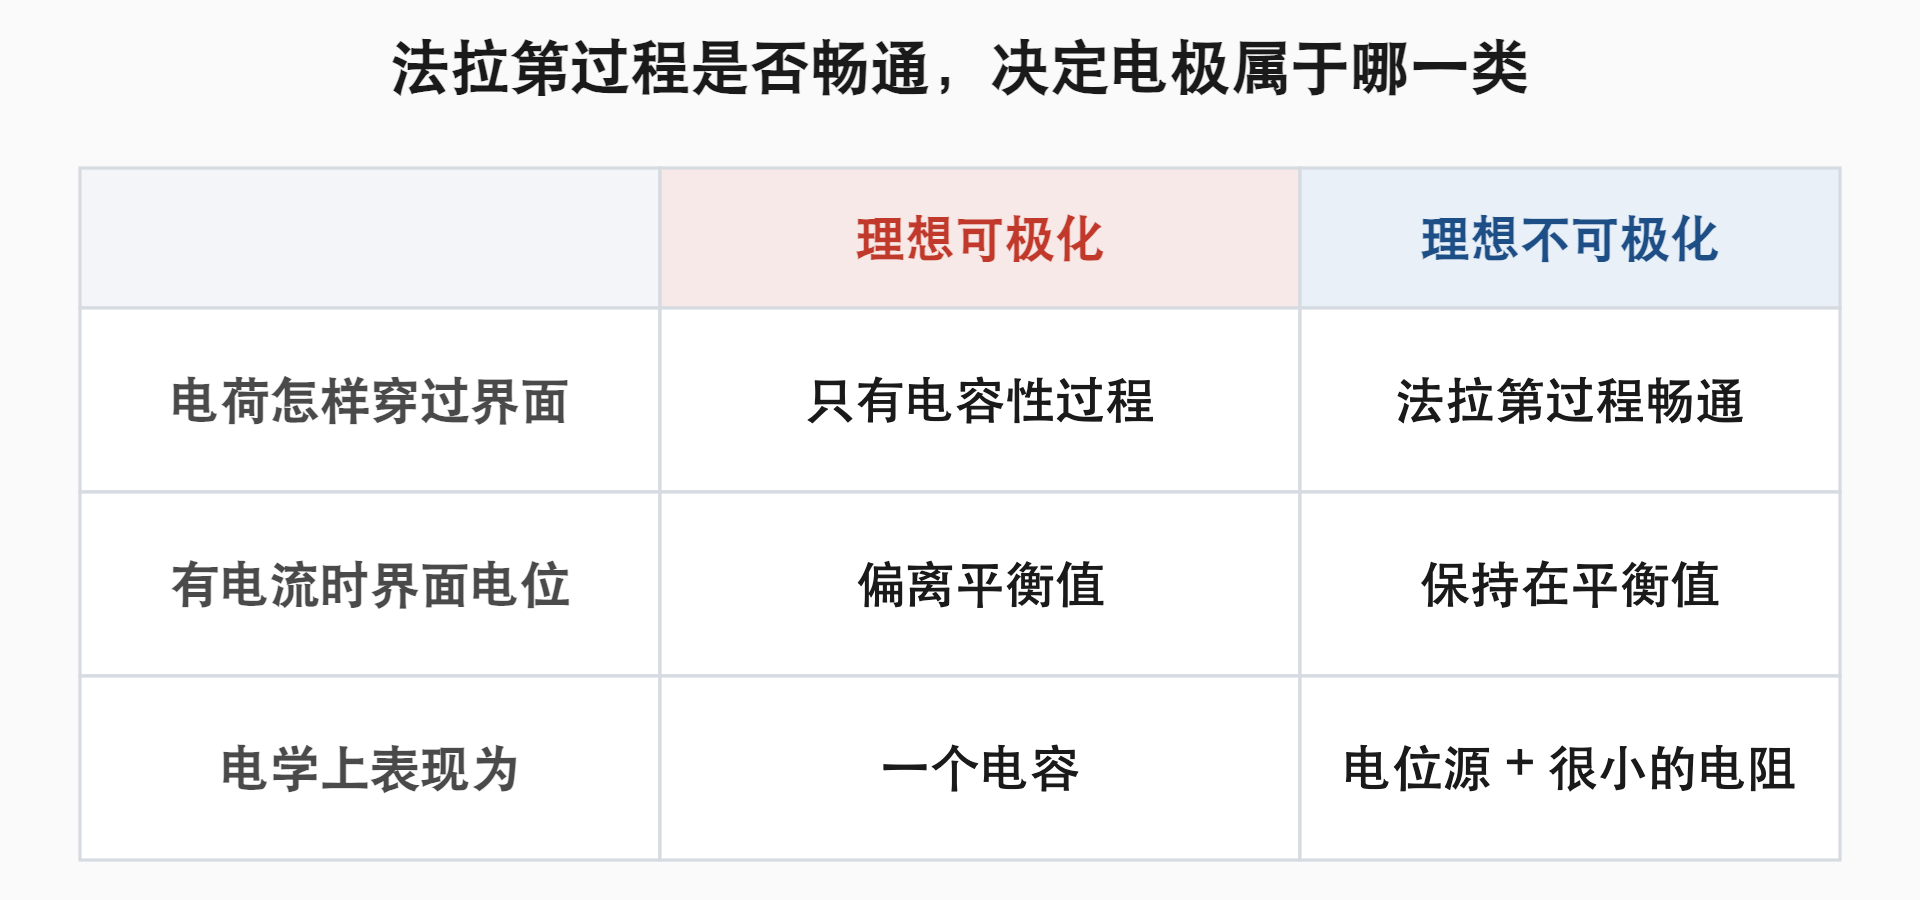 法拉第过程是否畅通，决定电极属于哪一类
理想可极化 理想不可极化
电荷怎样穿过界面 只有电容性过程 法拉第过程畅通
有电流时界面电位 偏离平衡值 保持在平衡值
电学上表现为 一个电容 电位源 + 很小的电阻